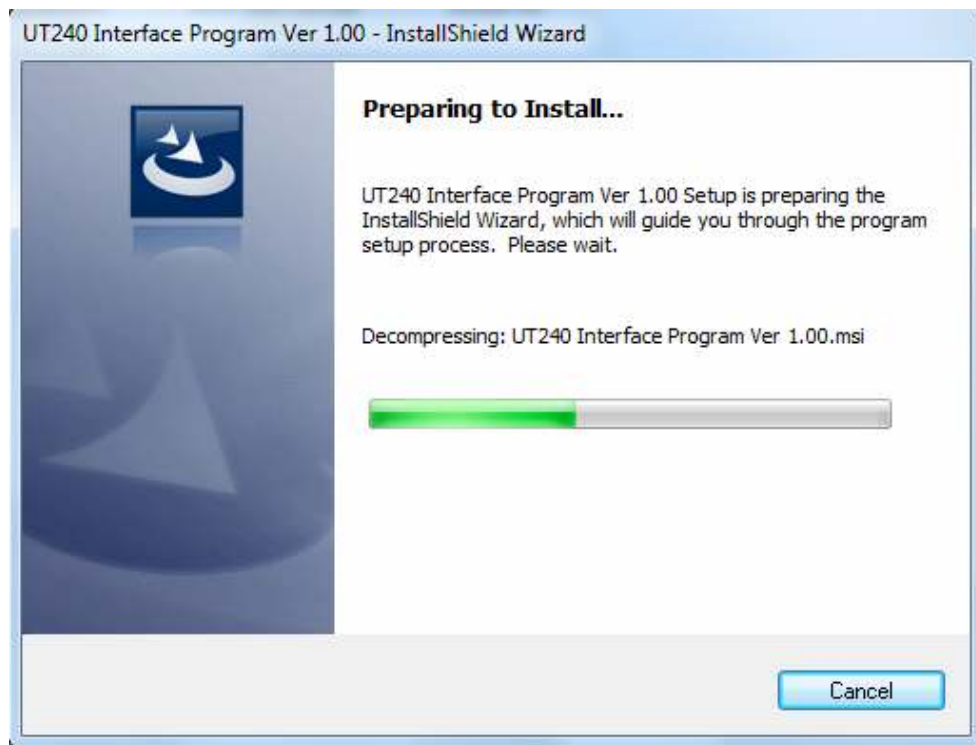 UT240 Interface Program Ver 1.00 - InstallShield Wizard
Preparing to Install...
UT240 Interface Program Ver 1.00 Setup is preparing the
InstallShield Wizard, which will guide you through the program
setup process. Please wait.
Decompressing: UT240 Interface Program Ver 1.00.msi
Cancel